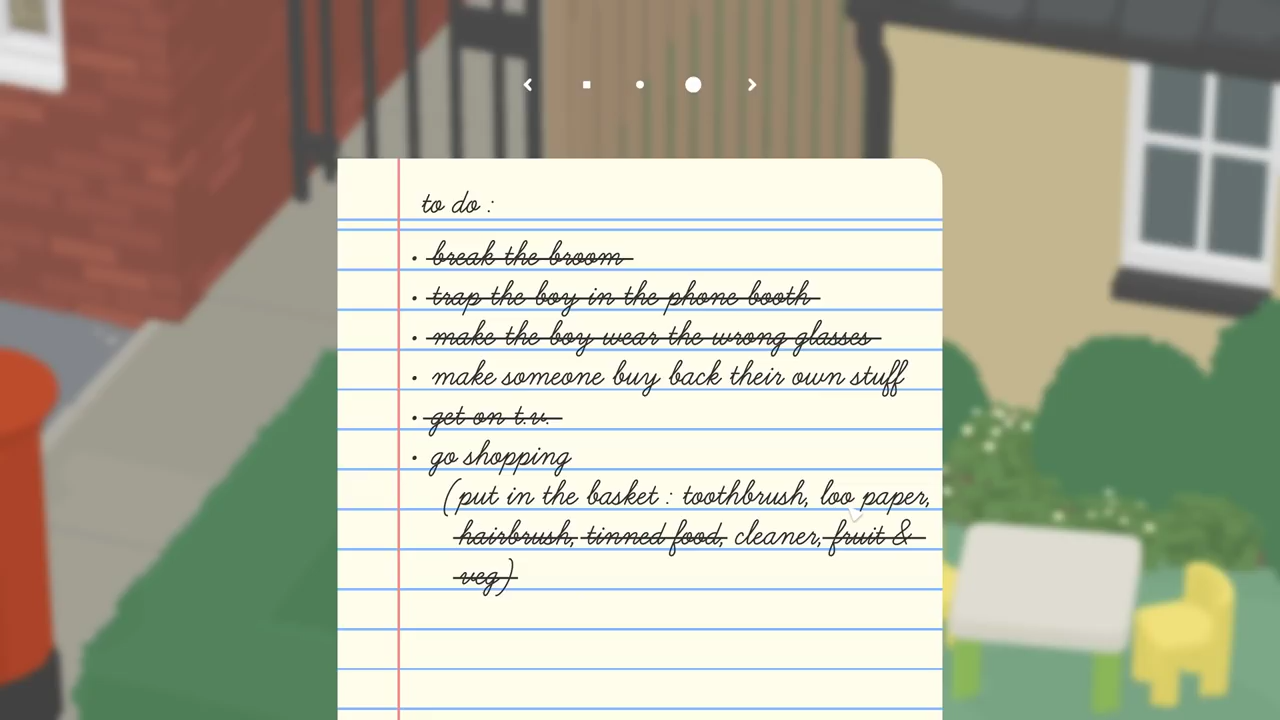 to do :
• break the broom
• trap the boy in the phone booth
• make the boy wear the wrong glasses
• make someone buy back their own stuff
• get on t.v.
• go shopping
(put in the basket : toothbrush, loo paper,
hairbrush, tinned food, cleaner, fruit &
veg)